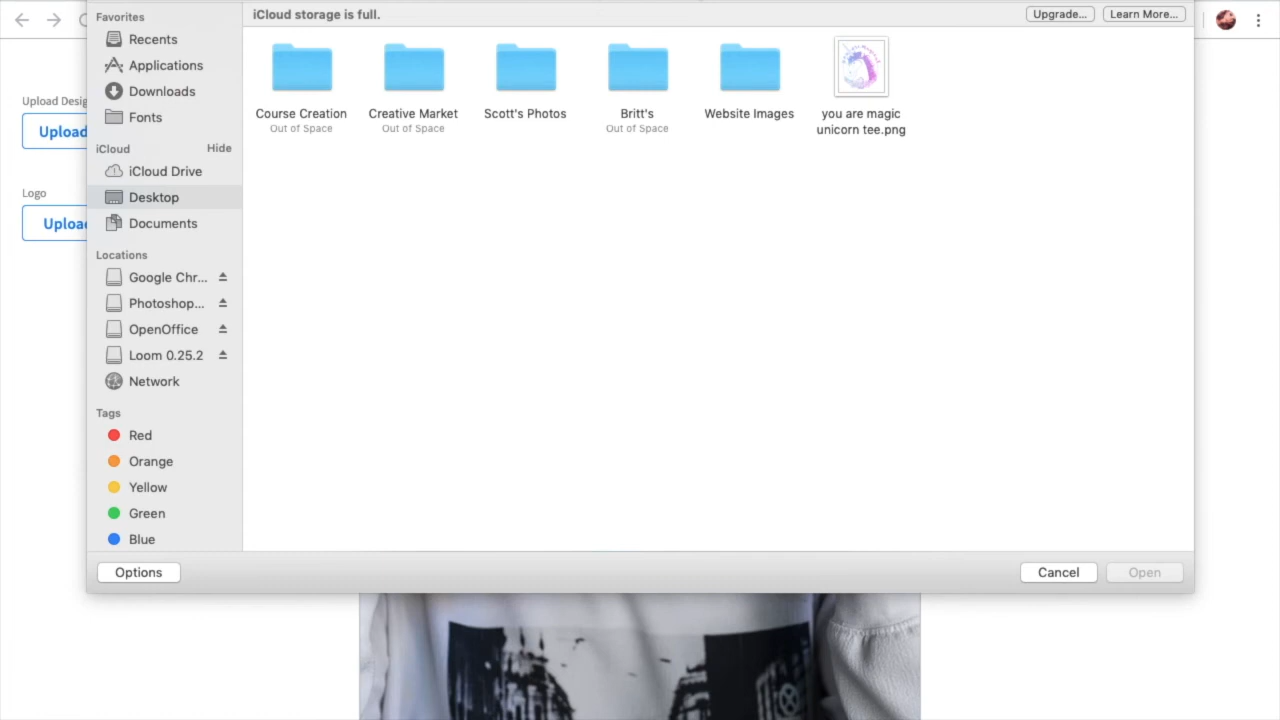 Favorites
Recents
Applications
Downloads
Fonts
iCloud
Hide
iCloud Drive
Desktop
Documents
Locations
Google Chr...
Photoshop...
OpenOffice
Loom 0.25.2
Network
Tags
Red
Orange
Yellow
Green
Blue
Options
iCloud storage is full.
Upgrade...
Learn More...
Course Creation
Out of Space
Creative Market
Out of Space
Scott's Photos
Britt's
Out of Space
Website Images
you are magic
unicorn tee.png
Cancel
Open
Upload Desig
Upload
Logo
Uploa